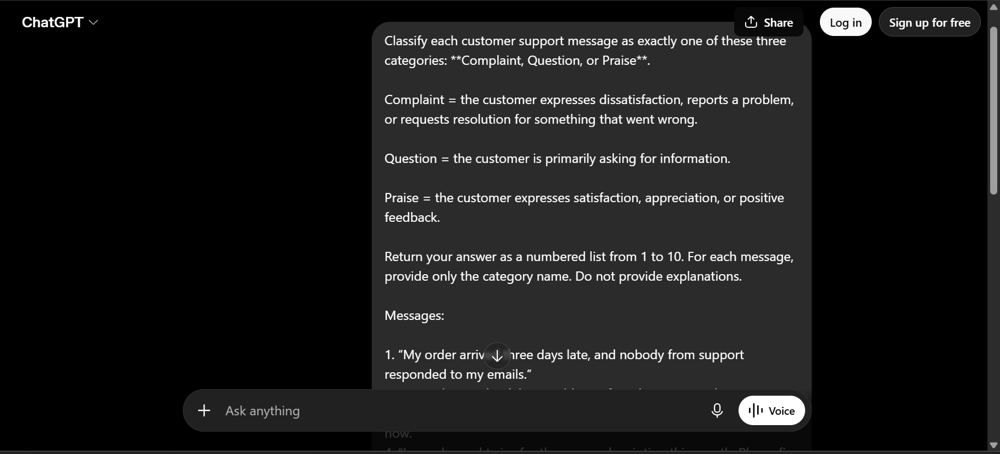 ChatGPT
Share
Log in
Sign up for free
Classify each customer support message as exactly one of these three
categories: **Complaint, Question, or Praise**.
Complaint = the customer expresses dissatisfaction, reports a problem,
or requests resolution for something that went wrong.
Question = the customer is primarily asking for information.
Praise = the customer expresses satisfaction, appreciation, or positive
feedback.
Return your answer as a numbered list from 1 to 10. For each message,
provide only the category name. Do not provide explanations.
Messages:
1. “My order three days late, and nobody from support
responded to my emails.”
Ask anything
Voice
now.